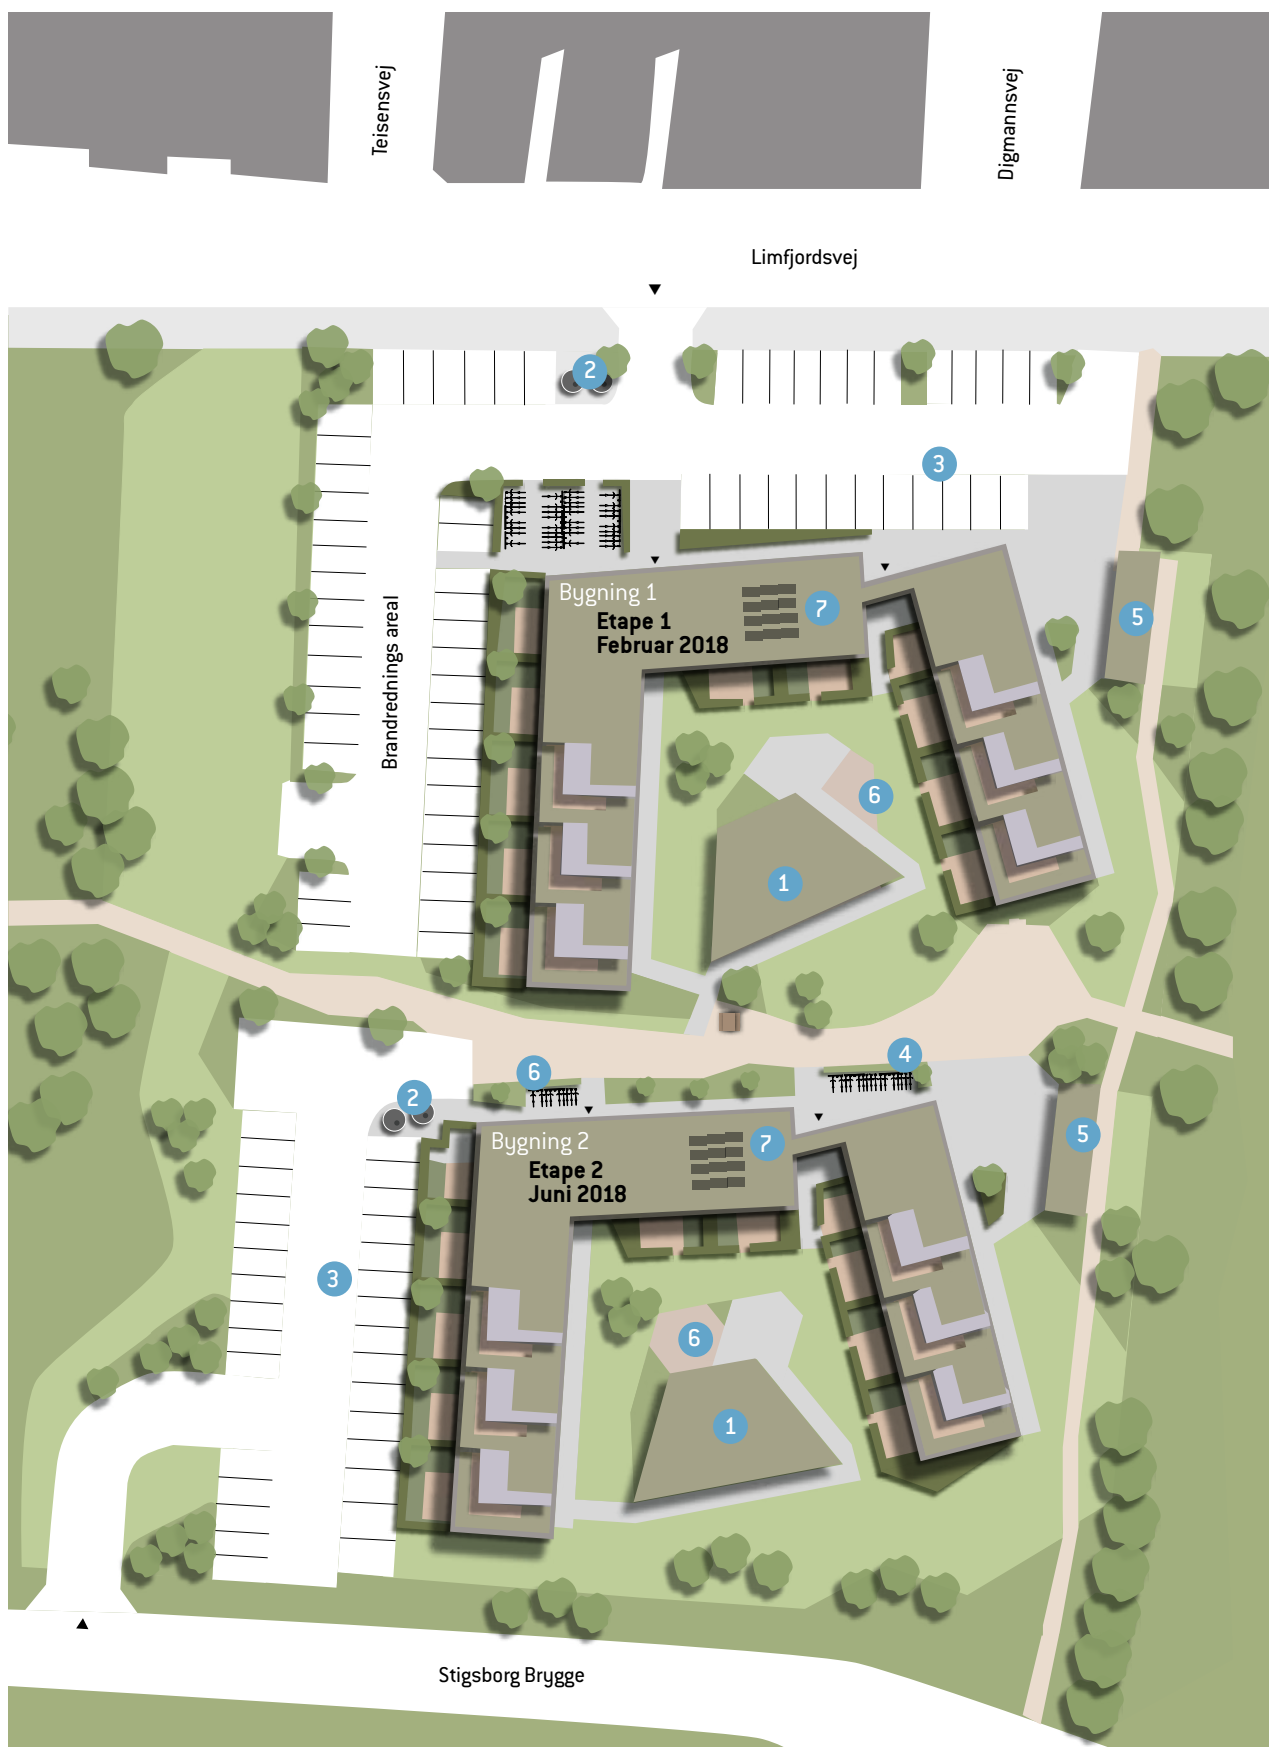 Teisensvej
Digmannsvej
Limfjordsvej
2
3
Bygning 1
Etape 1
Februar 2018
7
5
Brandrednings areal
6
1
4
6
2
Bygning 2
Etape 2
Juni 2018
7
5
3
6
1
Stigsborg Brygge